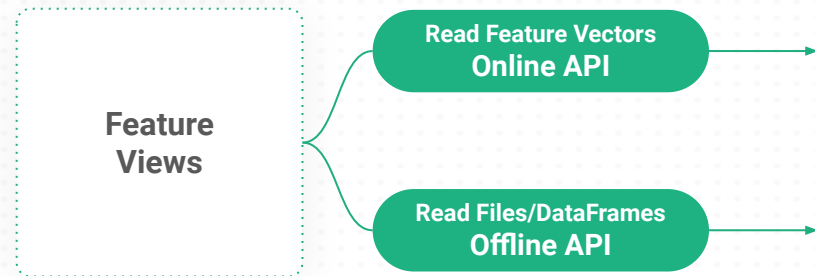 Feature
Views
Read Feature Vectors
Online API
Read Files/DataFrames
Offline API